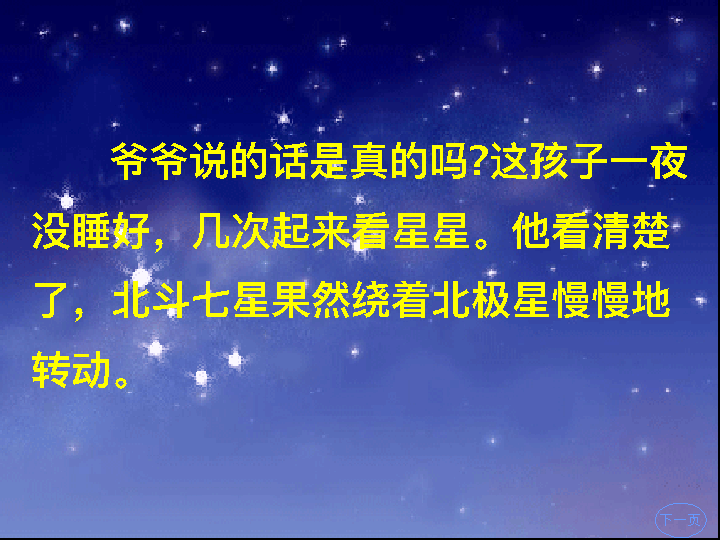 爷爷说的话是真的吗?这孩子一夜
没睡好，几次起来看星星。他看清楚
了，北斗七星果然绕着北极星慢慢地
转动。
下一页